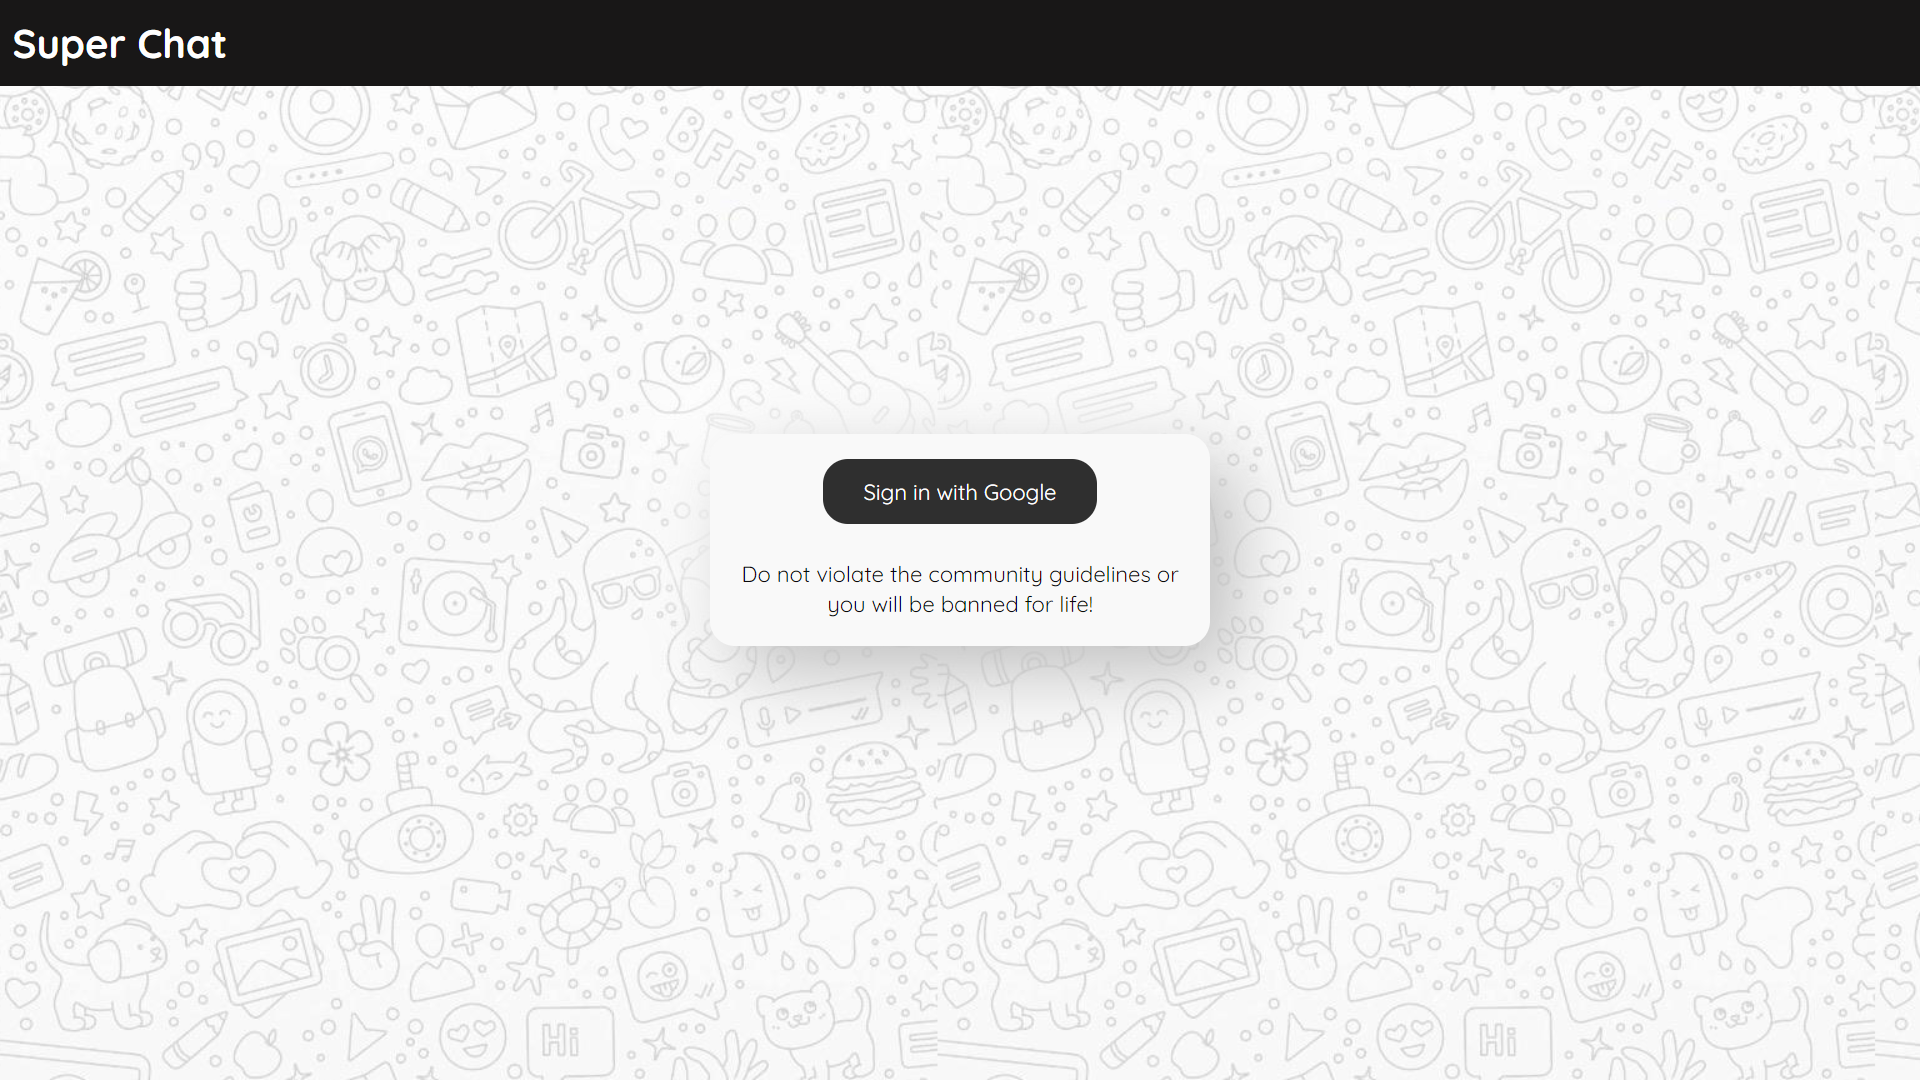 Super Chat
BFF
BFF
Sign in with Google
Do not violate the community guidelines or
you will be banned for life!
Hi
Hi